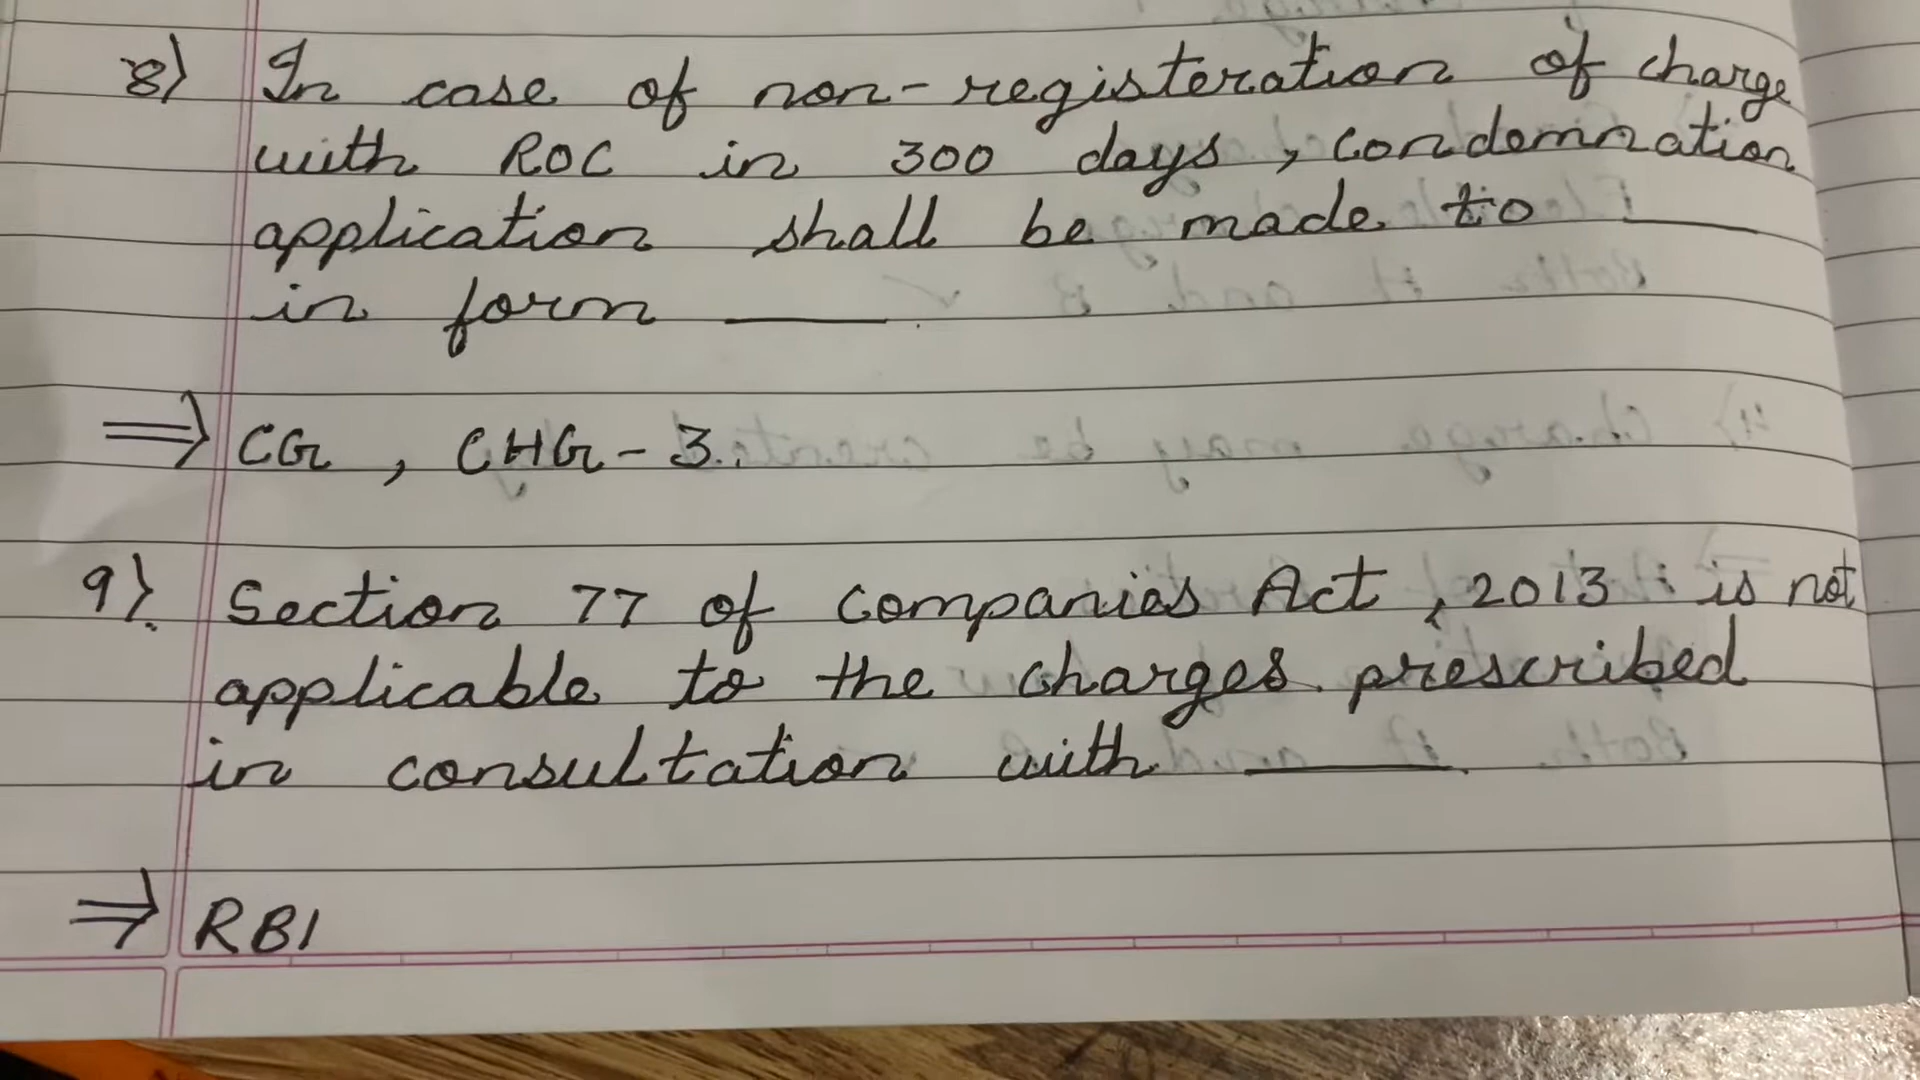 8) In case of non-registeration of charge
with ROC in 300 days, condemnation
application shall be made to ____
in form ____.
⇒ CG, CHG-3.
9). Section 77 of Companies Act, 2013 is not
applicable to the charges prescribed
in consultation with ____.
⇒ RBI